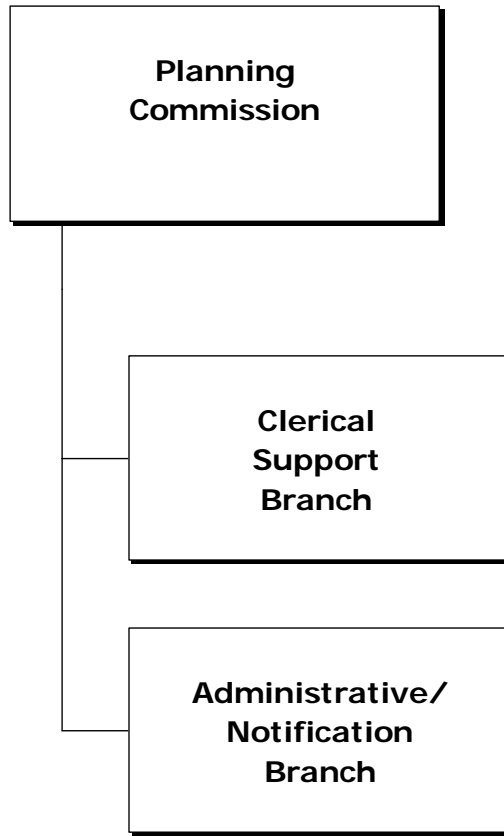 Planning
Commission
Clerical
Support
Branch
Administrative/
Notification
Branch